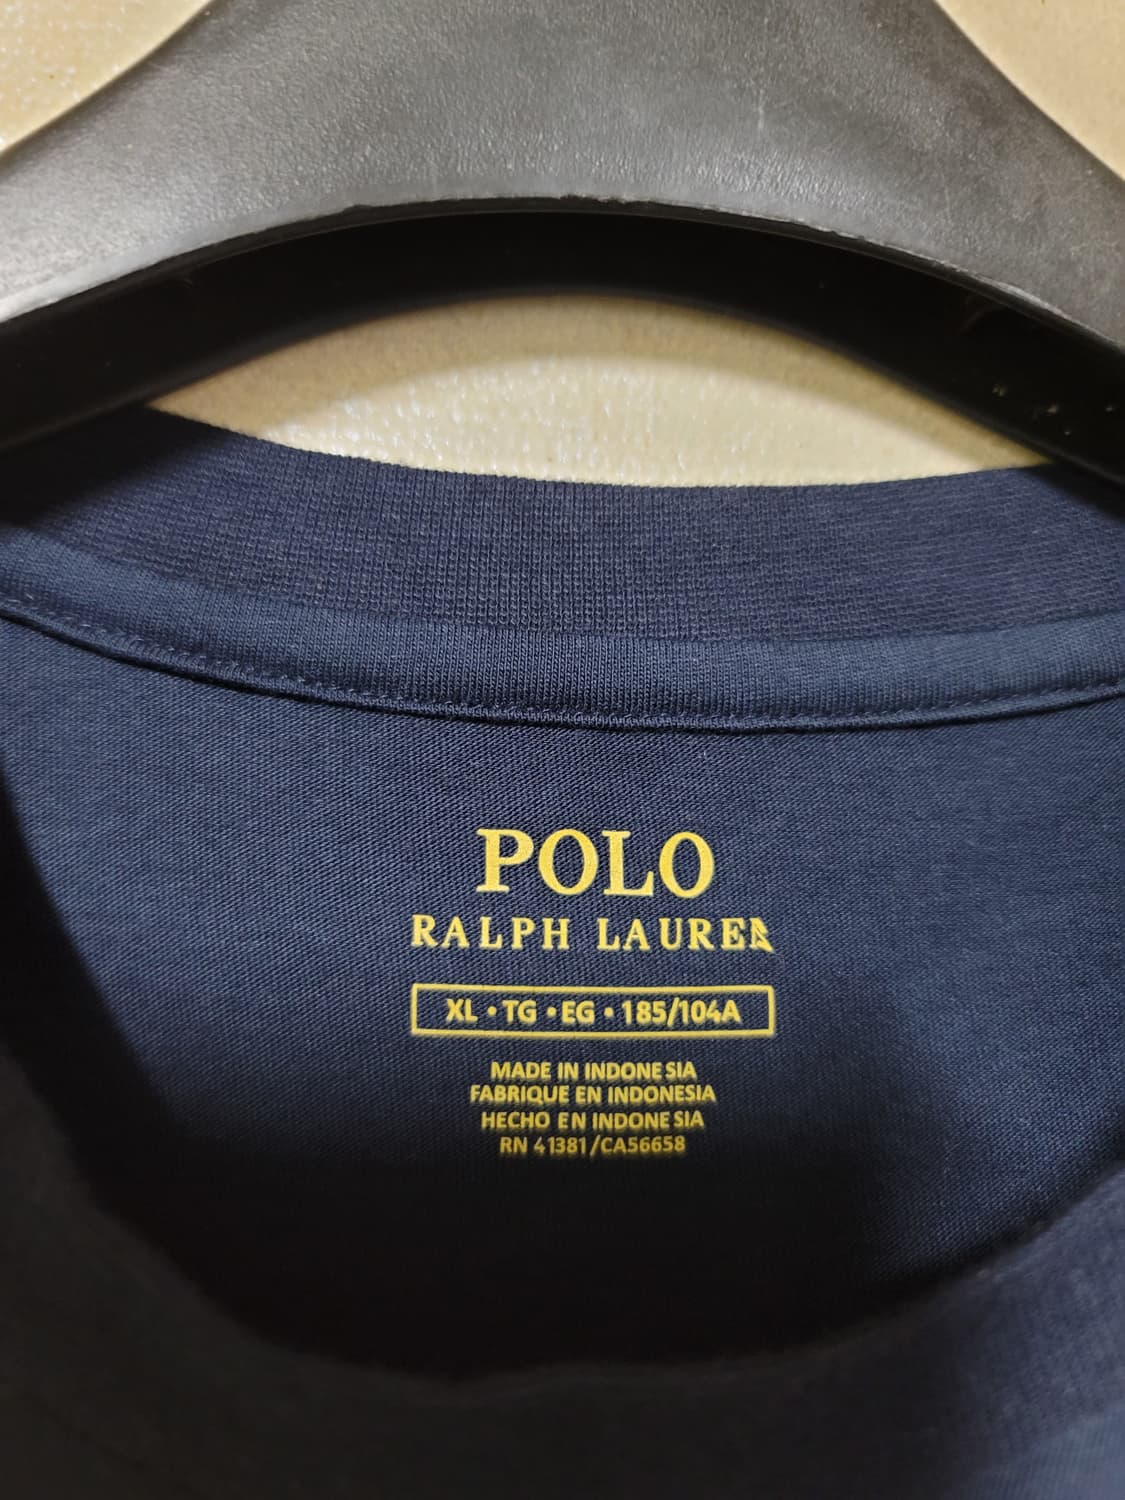 POLO
RALPH LAUREN
XL • TG • EG • 185/104A
MADE IN INDONESIA
FABRIQUE EN INDONESIA
HECHO EN INDONESIA
RN 41381/CA56658